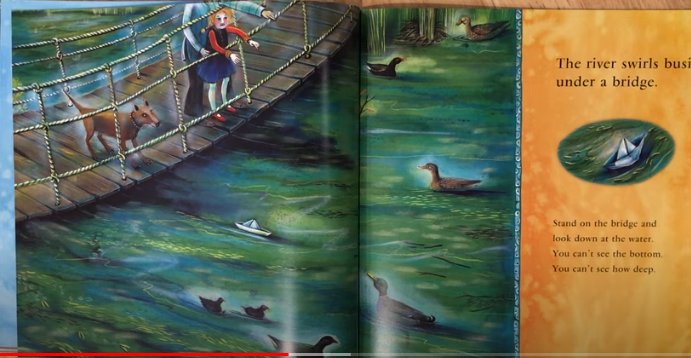 The river swirls busi
under a bridge.
Stand on the bridge and
look down at the water.
You can't see the bottom.
You can't see how deep.